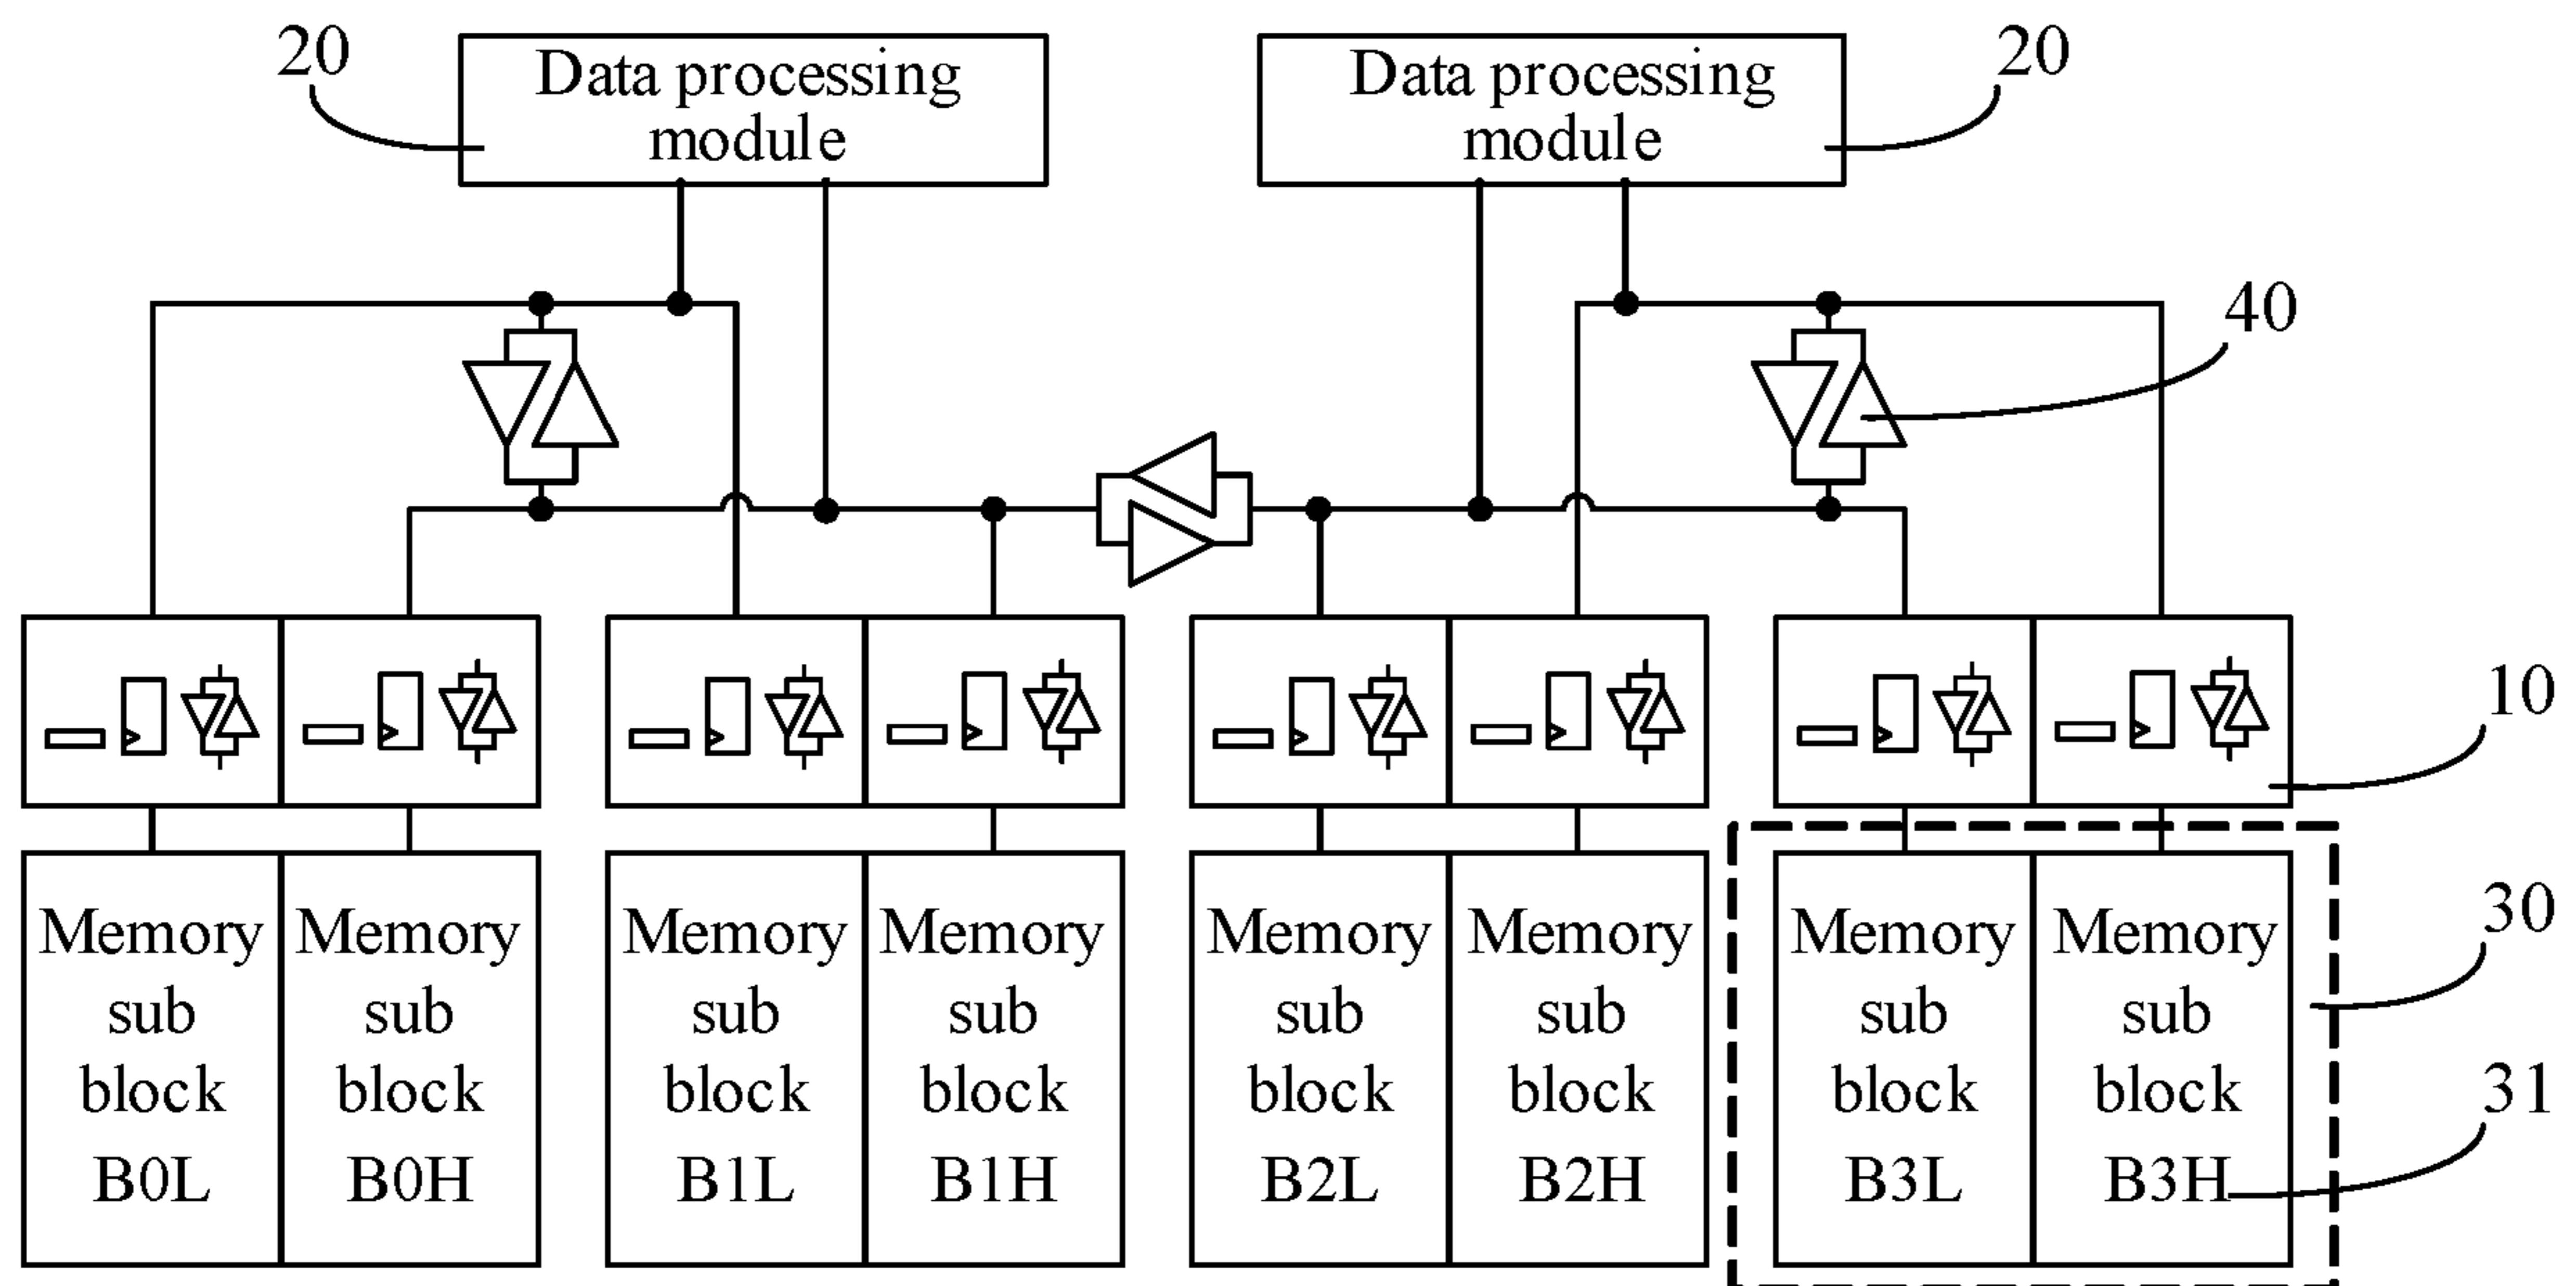 20
Data processing
module
Data processing
module
20
40
10
Memory
sub
block
B0L
Memory
sub
block
B0H
Memory
sub
block
B1L
Memory
sub
block
B1H
Memory
sub
block
B2L
Memory
sub
block
B2H
Memory
sub
block
B3L
Memory
sub
block
B3H
30
31